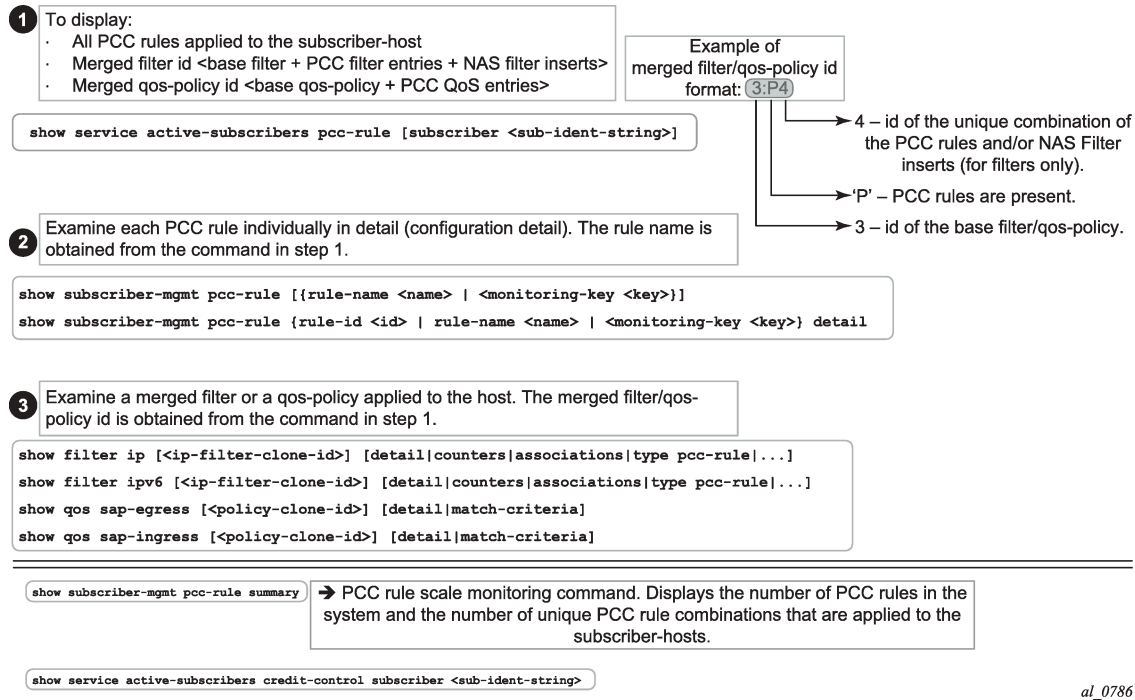 1
To display:
· All PCC rules applied to the subscriber-host
· Merged filter id <base filter + PCC filter entries + NAS filter inserts>
· Merged qos-policy id <base qos-policy + PCC QoS entries>
show service active-subscribers pcc-rule [subscriber <sub-ident-string>]
Example of
merged filter/qos-policy id
format: 3:P4
4 – id of the unique combination of
the PCC rules and/or NAS Filter
inserts (for filters only).
‘P’ – PCC rules are present.
3 – id of the base filter/qos-policy.
2
Examine each PCC rule individually in detail (configuration detail). The rule name is
obtained from the command in step 1.
show subscriber-mgmt pcc-rule [{rule-name <name> | <monitoring-key <key>}]
show subscriber-mgmt pcc-rule {rule-id <id> | rule-name <name> | <monitoring-key <key>} detail
3
Examine a merged filter or a qos-policy applied to the host. The merged filter/qos-
policy id is obtained from the command in step 1.
show filter ip [<ip-filter-clone-id>] [detail|counters|associations|type pcc-rule|...]
show filter ipv6 [<ip-filter-clone-id>] [detail|counters|associations|type pcc-rule|...]
show qos sap-egress [<policy-clone-id>] [detail|match-criteria]
show qos sap-ingress [<policy-clone-id>] [detail|match-criteria]
show subscriber-mgmt pcc-rule summary
➔ PCC rule scale monitoring command. Displays the number of PCC rules in the
system and the number of unique PCC rule combinations that are applied to the
subscriber-hosts.
show service active-subscribers credit-control subscriber <sub-ident-string>
al_0786